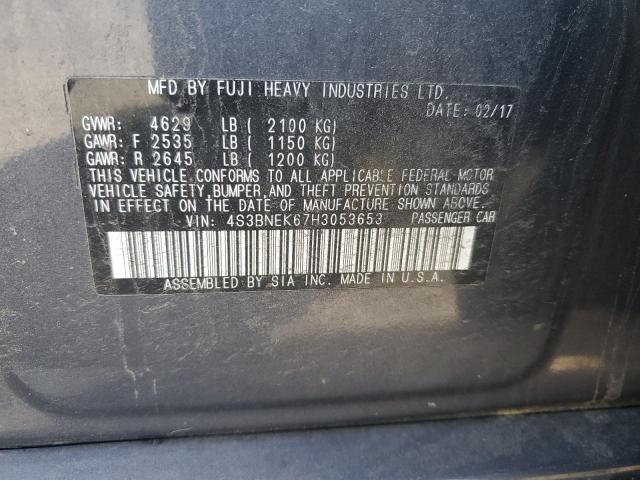 MFD BY FUJI HEAVY INDUSTRIES LTD.
DATE: 02/17
GVWR: 4629 LB ( 2100 KG)
GAWR: F 2535 LB ( 1150 KG)
GAWR: R 2645 LB ( 1200 KG)
THIS VEHICLE CONFORMS TO ALL APPLICABLE FEDERAL MOTOR
VEHICLE SAFETY, BUMPER, AND THEFT PREVENTION STANDARDS
IN EFFECT ON THE DATE OF MANUFACTURE SHOWN ABOVE.
VIN: 4S3BNEK67H3053653 PASSENGER CAR
ASSEMBLED BY SIA INC. MADE IN U.S.A.